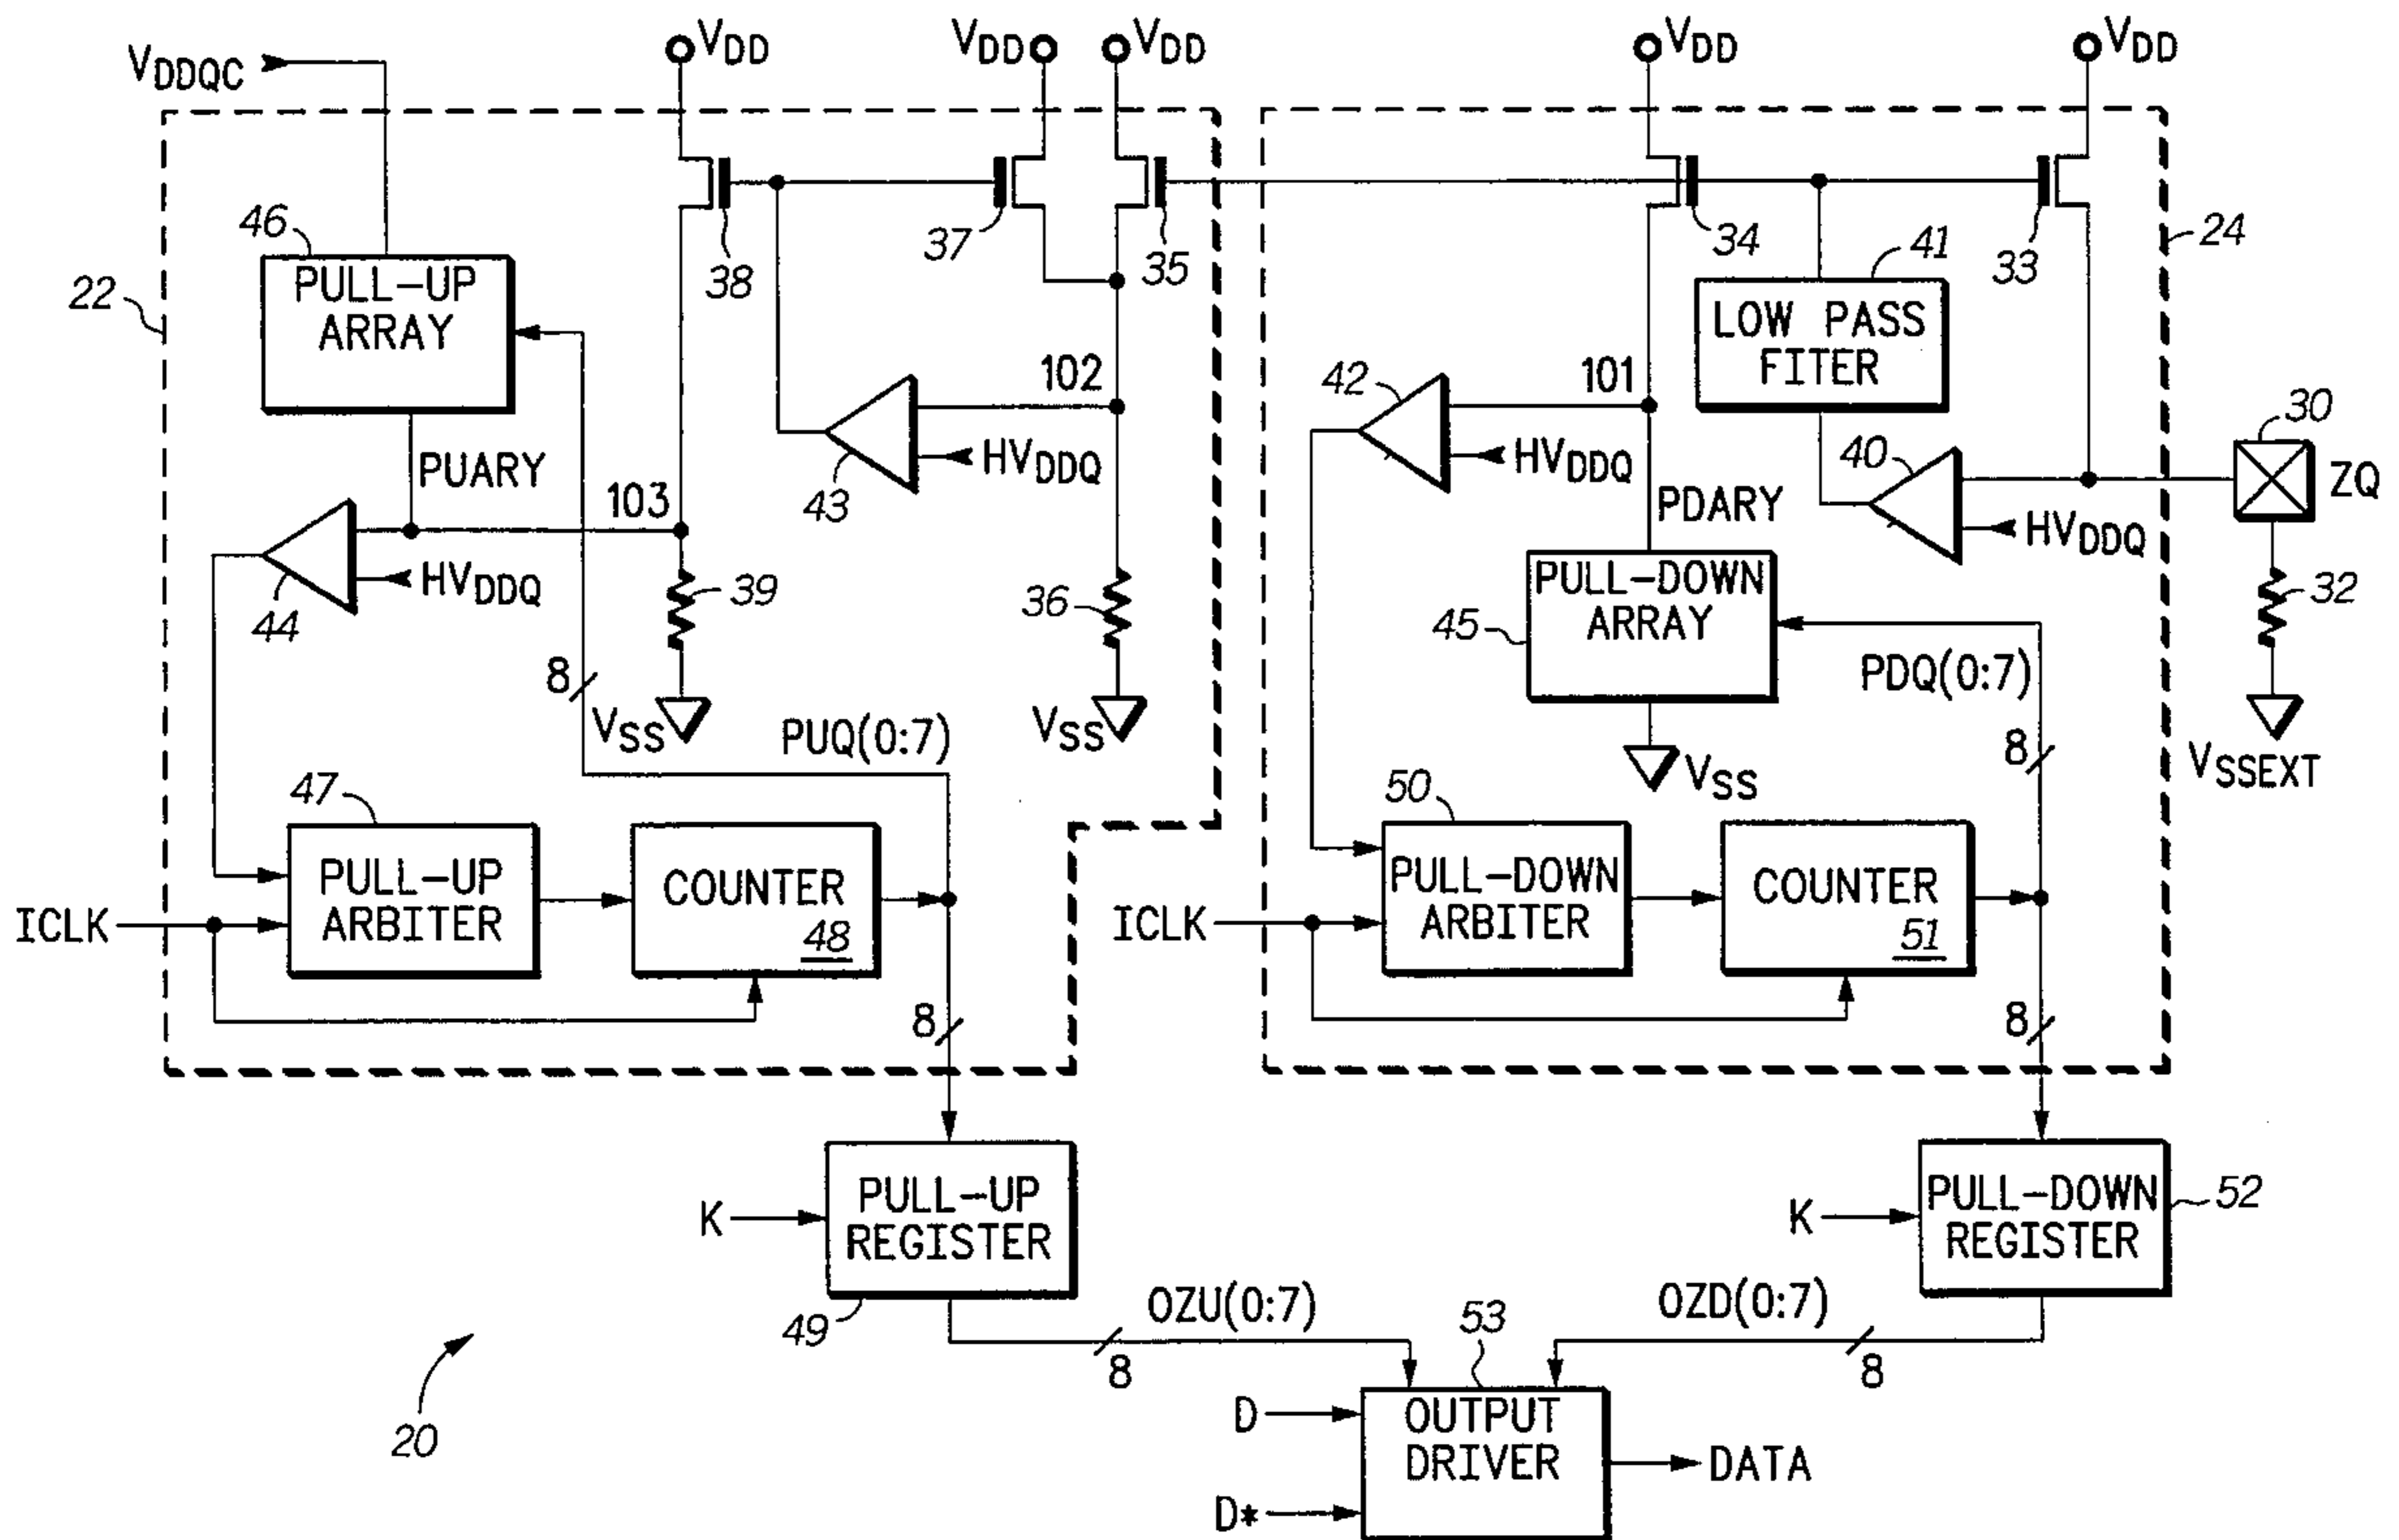 VDDQC
VDD
VDD
VDD
VDD
VDD
46
PULL-UP
ARRAY
22
38
37
35
34
41
33
24
LOW PASS
FITER
PUARY
103
44
HVDDQ
39
8
VSS
43
102
HVDDQ
36
VSS
42
101
HVDDQ
PDARY
40
HVDDQ
30
ZQ
32
VSSEXT
45
PULL-DOWN
ARRAY
VSS
PDQ(0:7)
8
PUQ(0:7)
47
PULL-UP
ARBITER
COUNTER
48
ICLK
8
50
PULL-DOWN
ARBITER
COUNTER
51
ICLK
8
K
PULL-UP
REGISTER
49
K
PULL-DOWN
REGISTER
52
OZU(0:7)
8
OZD(0:7)
8
53
D
D*
OUTPUT
DRIVER
DATA
20